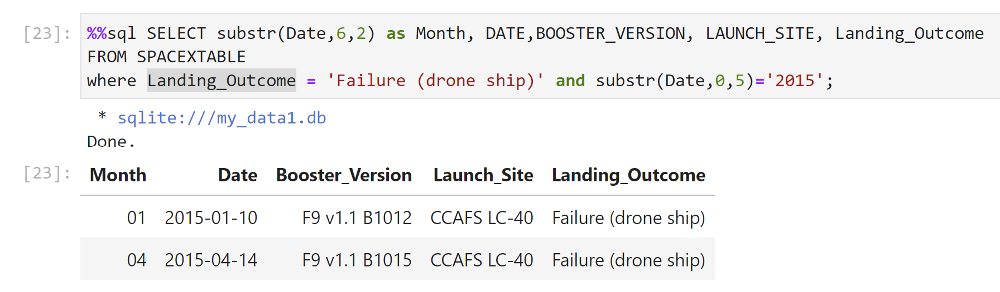 [23]: %%sql SELECT substr(Date,6,2) as Month, DATE,BOOSTER_VERSION, LAUNCH_SITE, Landing_Outcome
FROM SPACEXTABLE
where Landing_Outcome = 'Failure (drone ship)' and substr(Date,0,5)='2015';
* sqlite:///my_data1.db
Done.
[23]: Month Date Booster_Version Launch_Site Landing_Outcome
01 2015-01-10 F9 v1.1 B1012 CCAFS LC-40 Failure (drone ship)
04 2015-04-14 F9 v1.1 B1015 CCAFS LC-40 Failure (drone ship)